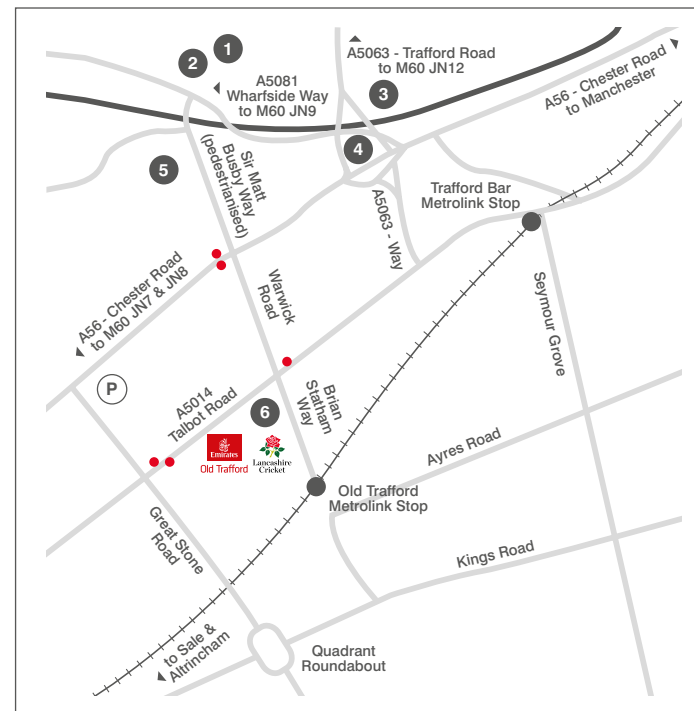 1
2
A5063 - Trafford Road
to M60 JN12
A5081
Wharfside Way
to M60 JN9
3
A56 - Chester Road
to Manchester
4
5
Sir Matt
Busby Way
(pedestrianised)
A5063 - Way
Trafford Bar
Metrolink Stop
A56 - Chester Road
to M60 JN7 & JN8
Warwick
Road
Seymour Grove
P
A5014
Talbot Road
6
Brian
Statham
Way
Emirates
Old Trafford
Lancashire
Cricket
Ayres Road
Old Trafford
Metrolink Stop
Great Stone
Road
Kings Road
to Sale &
Altrincham
Quadrant
Roundabout